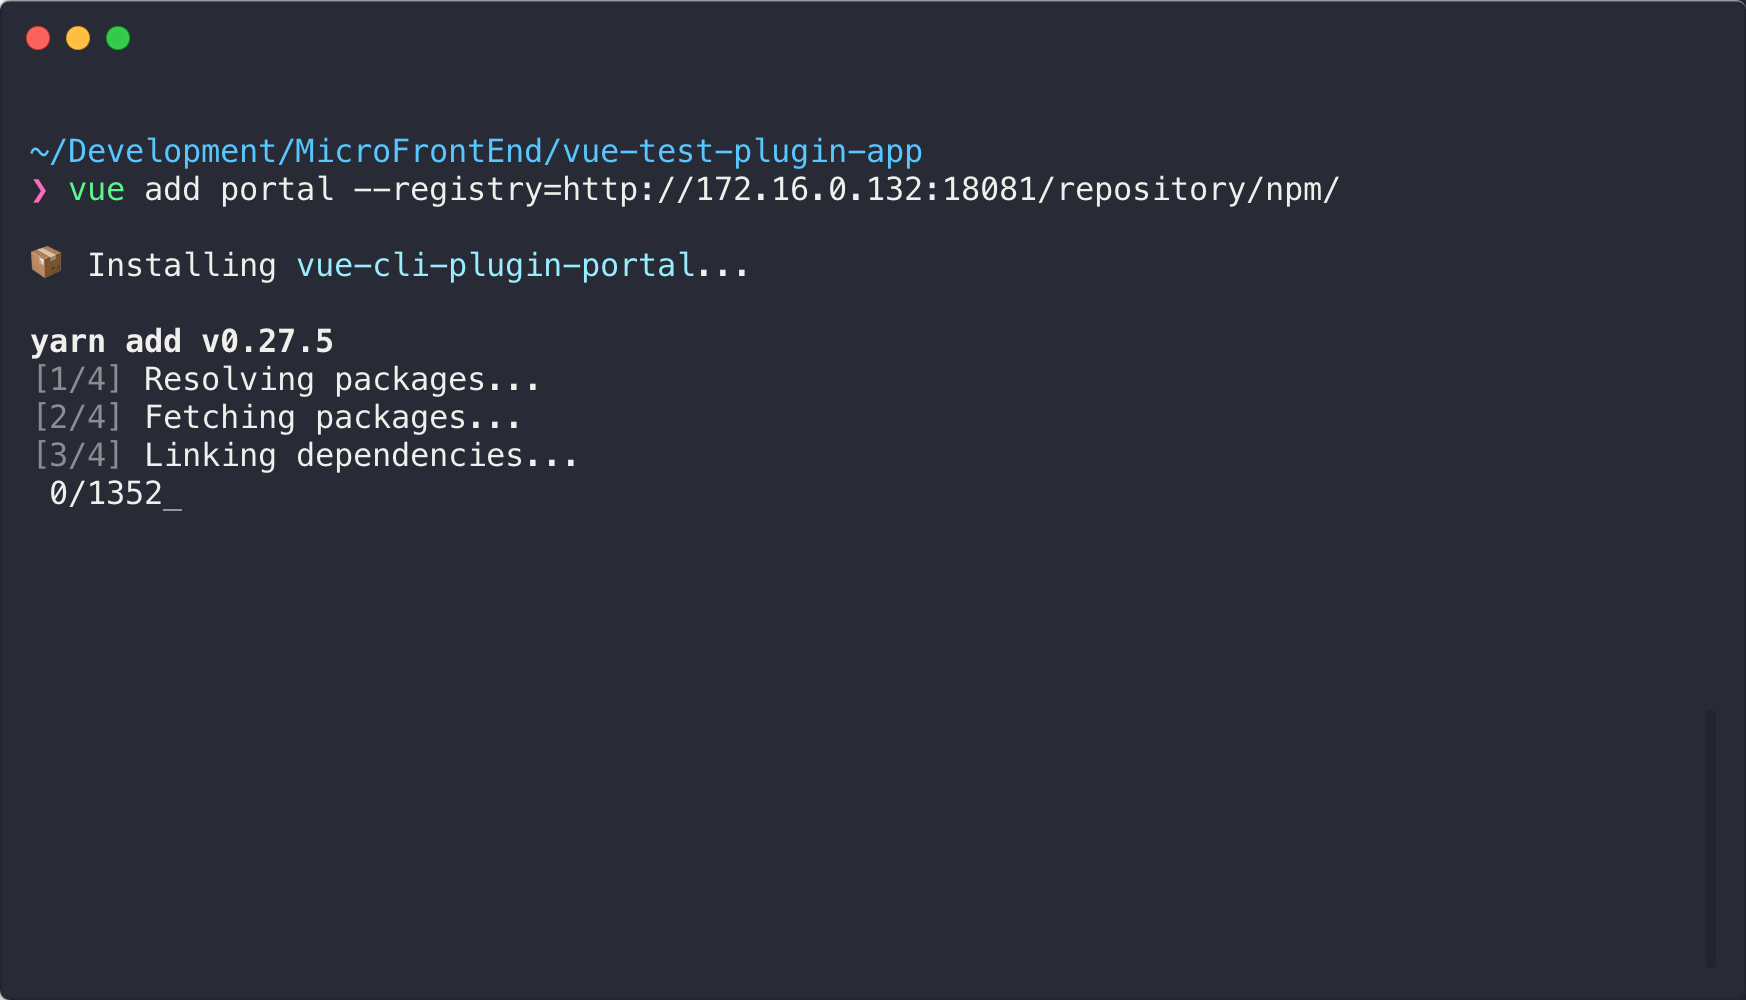 ~/Development/MicroFrontEnd/vue-test-plugin-app
❯ vue add portal --registry=http://172.16.0.132:18081/repository/npm/
📦 Installing vue-cli-plugin-portal...
yarn add v0.27.5
[1/4] Resolving packages...
[2/4] Fetching packages...
[3/4] Linking dependencies...
0/1352_